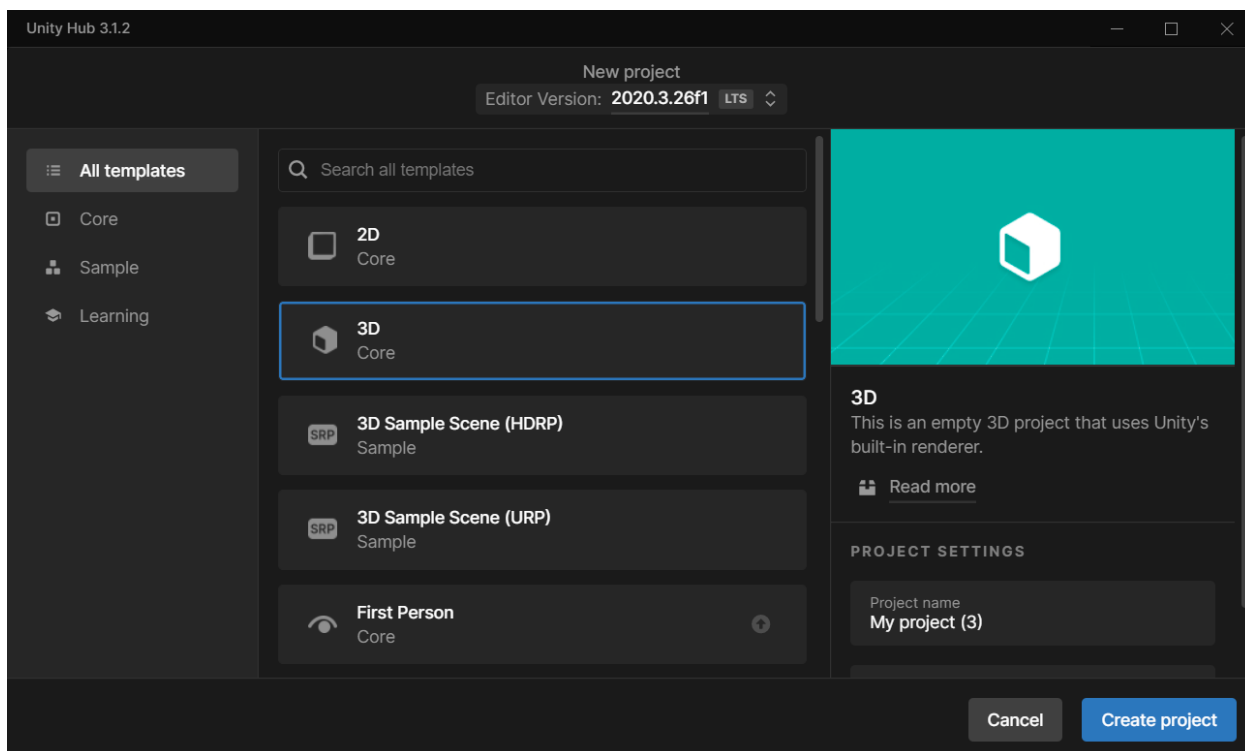 Unity Hub 3.1.2
New project
Editor Version: 2020.3.26f1 LTS
All templates
Core
Sample
Learning
Search all templates
2D
Core
3D
Core
SRP
3D Sample Scene (HDRP)
Sample
SRP
3D Sample Scene (URP)
Sample
First Person
Core
3D
This is an empty 3D project that uses Unity's
built-in renderer.
Read more
PROJECT SETTINGS
Project name
My project (3)
Cancel
Create project